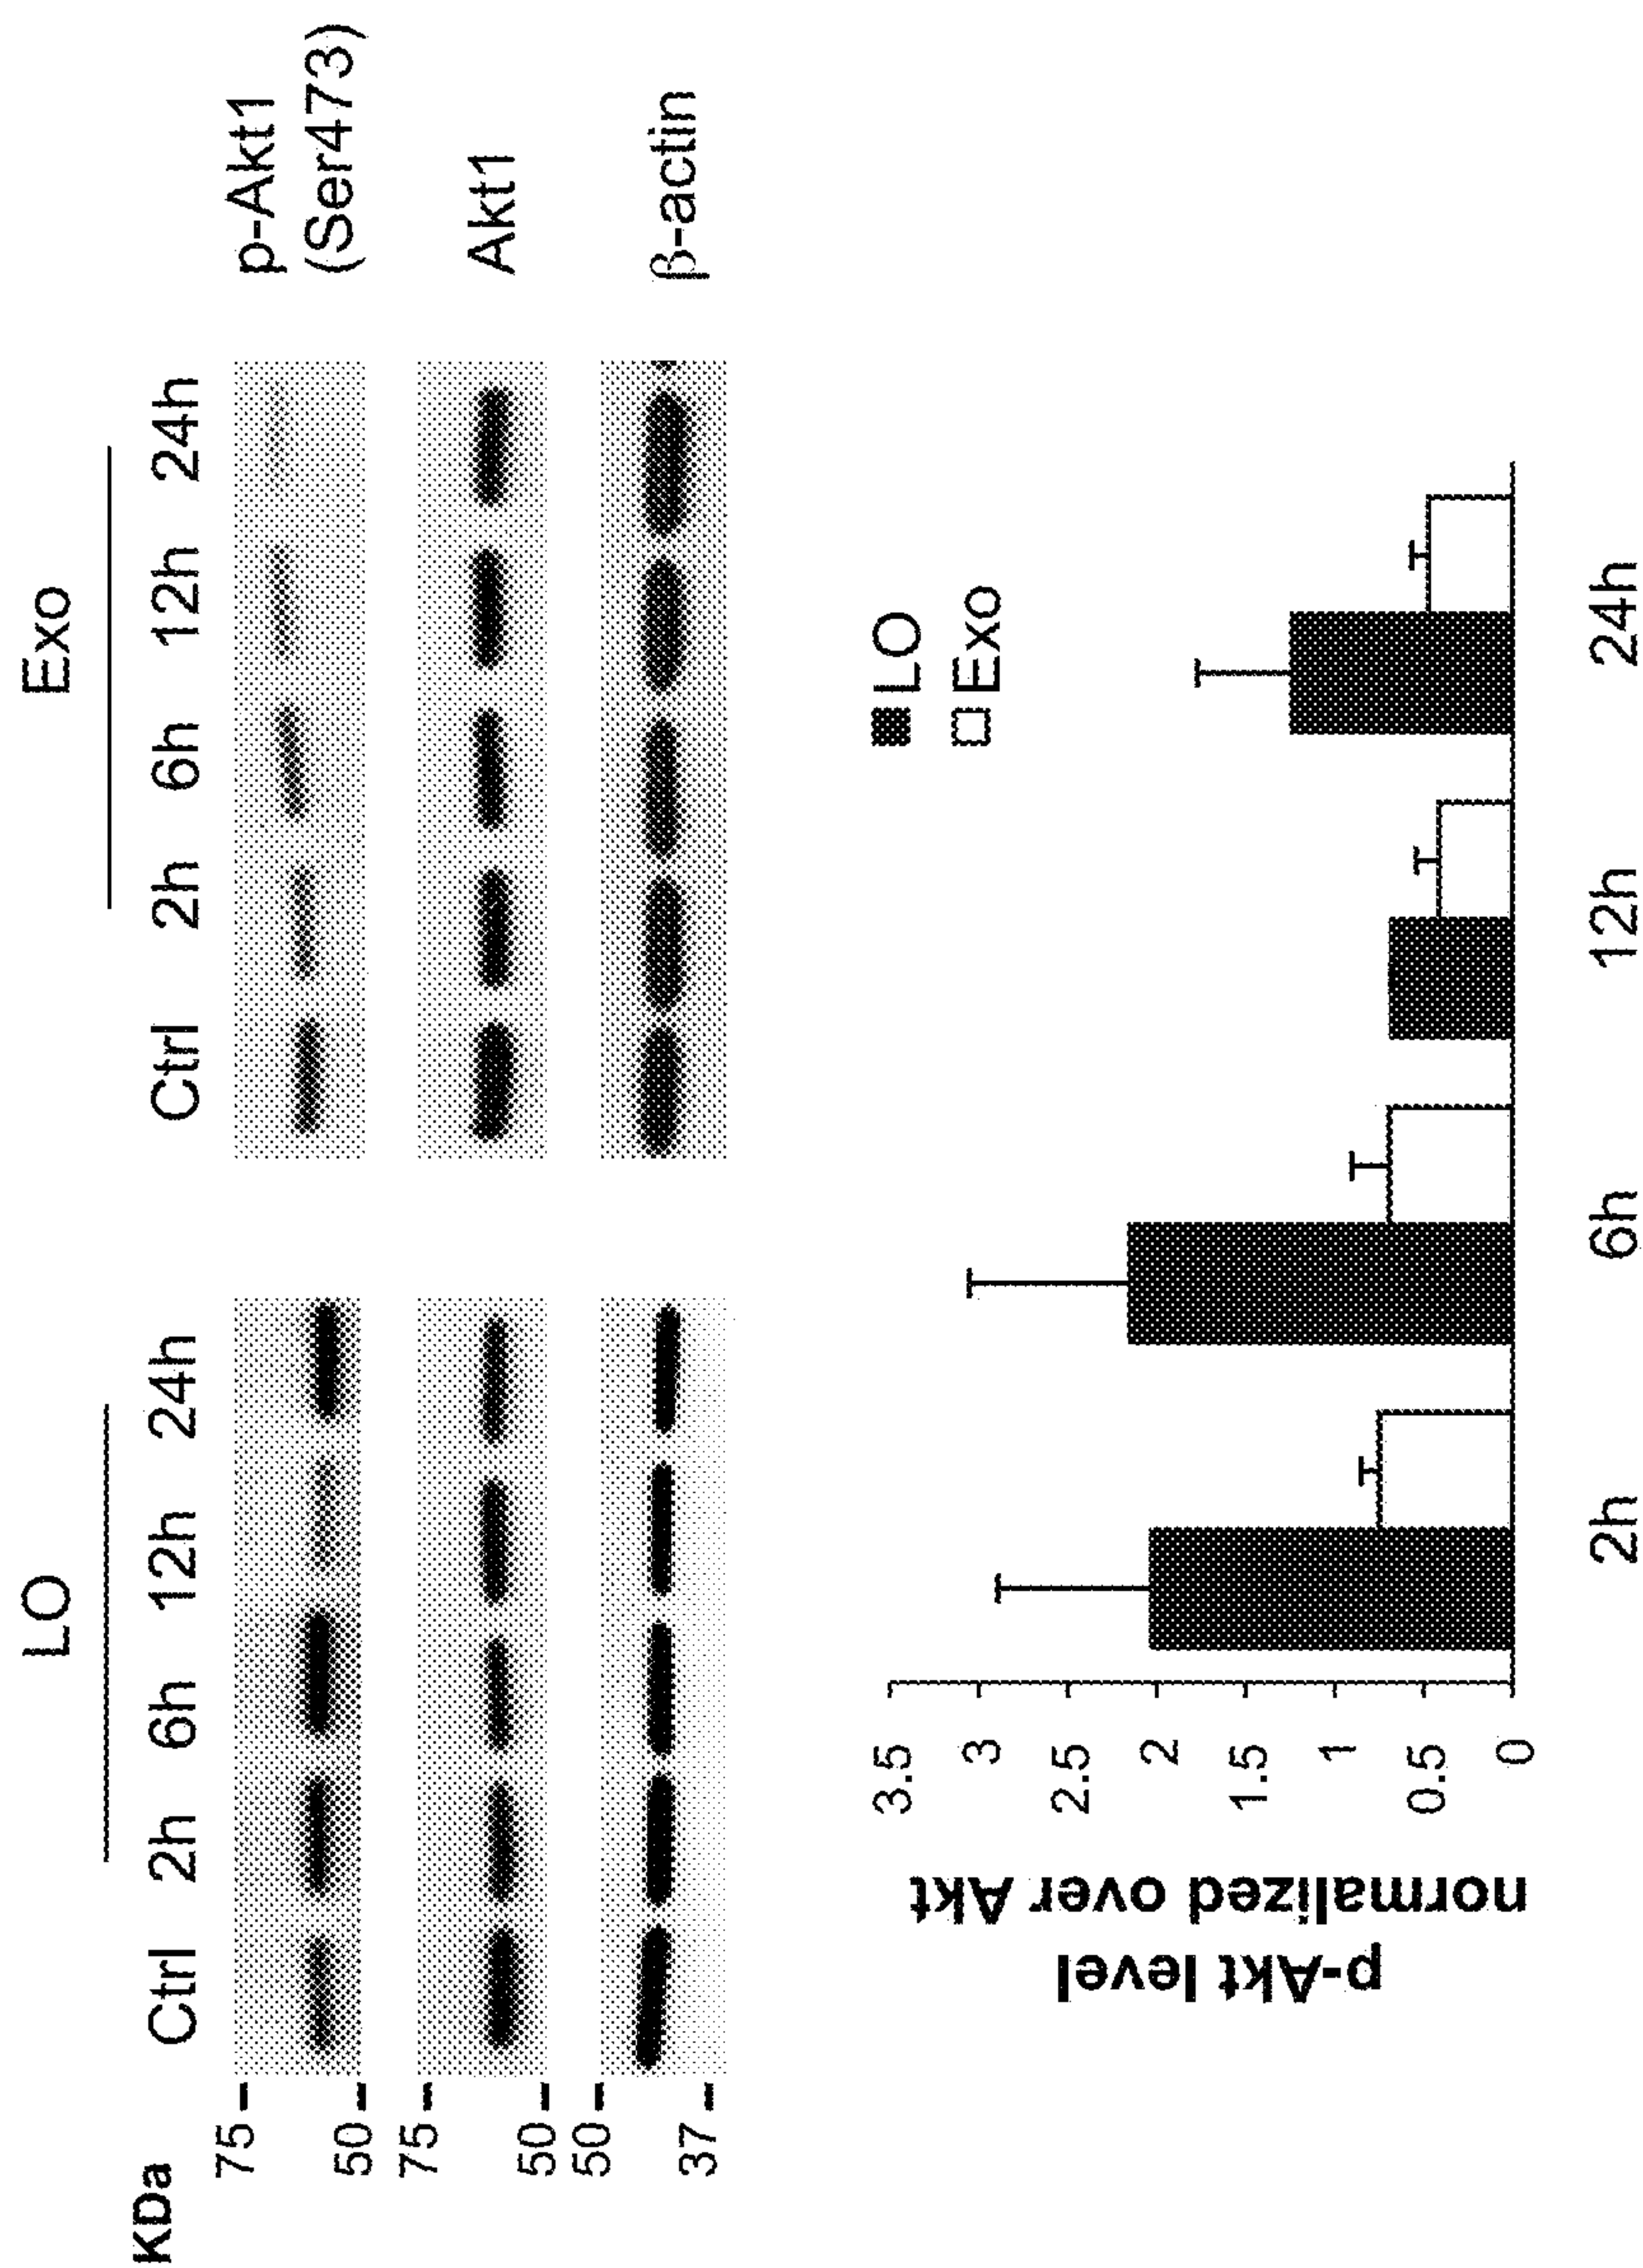 LO
Exo
KDa
Ctrl 2h 6h 12h 24h
Ctrl 2h 6h 12h 24h
75
50
p-Akt1
(Ser473)
75
50
Akt1
50
37
β-actin
p-Akt level
normalized over Akt
3.5
3
2.5
2
1.5
1
0.5
0
LO
Exo
2h 6h 12h 24h